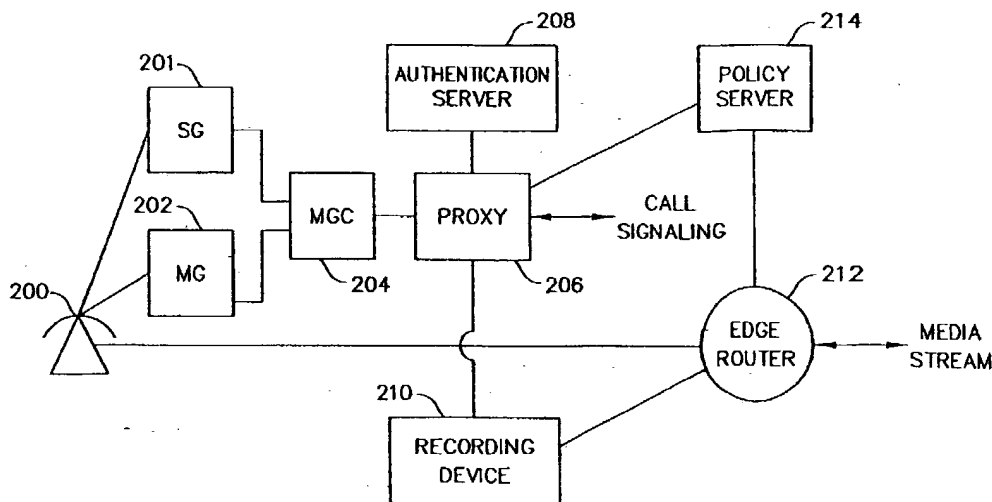 208
214
201
AUTHENTICATION
SERVER
POLICY
SERVER
SG
202
MGC
PROXY
CALL
SIGNALING
MG
200
204
206
212
EDGE
ROUTER
MEDIA
STREAM
210
RECORDING
DEVICE